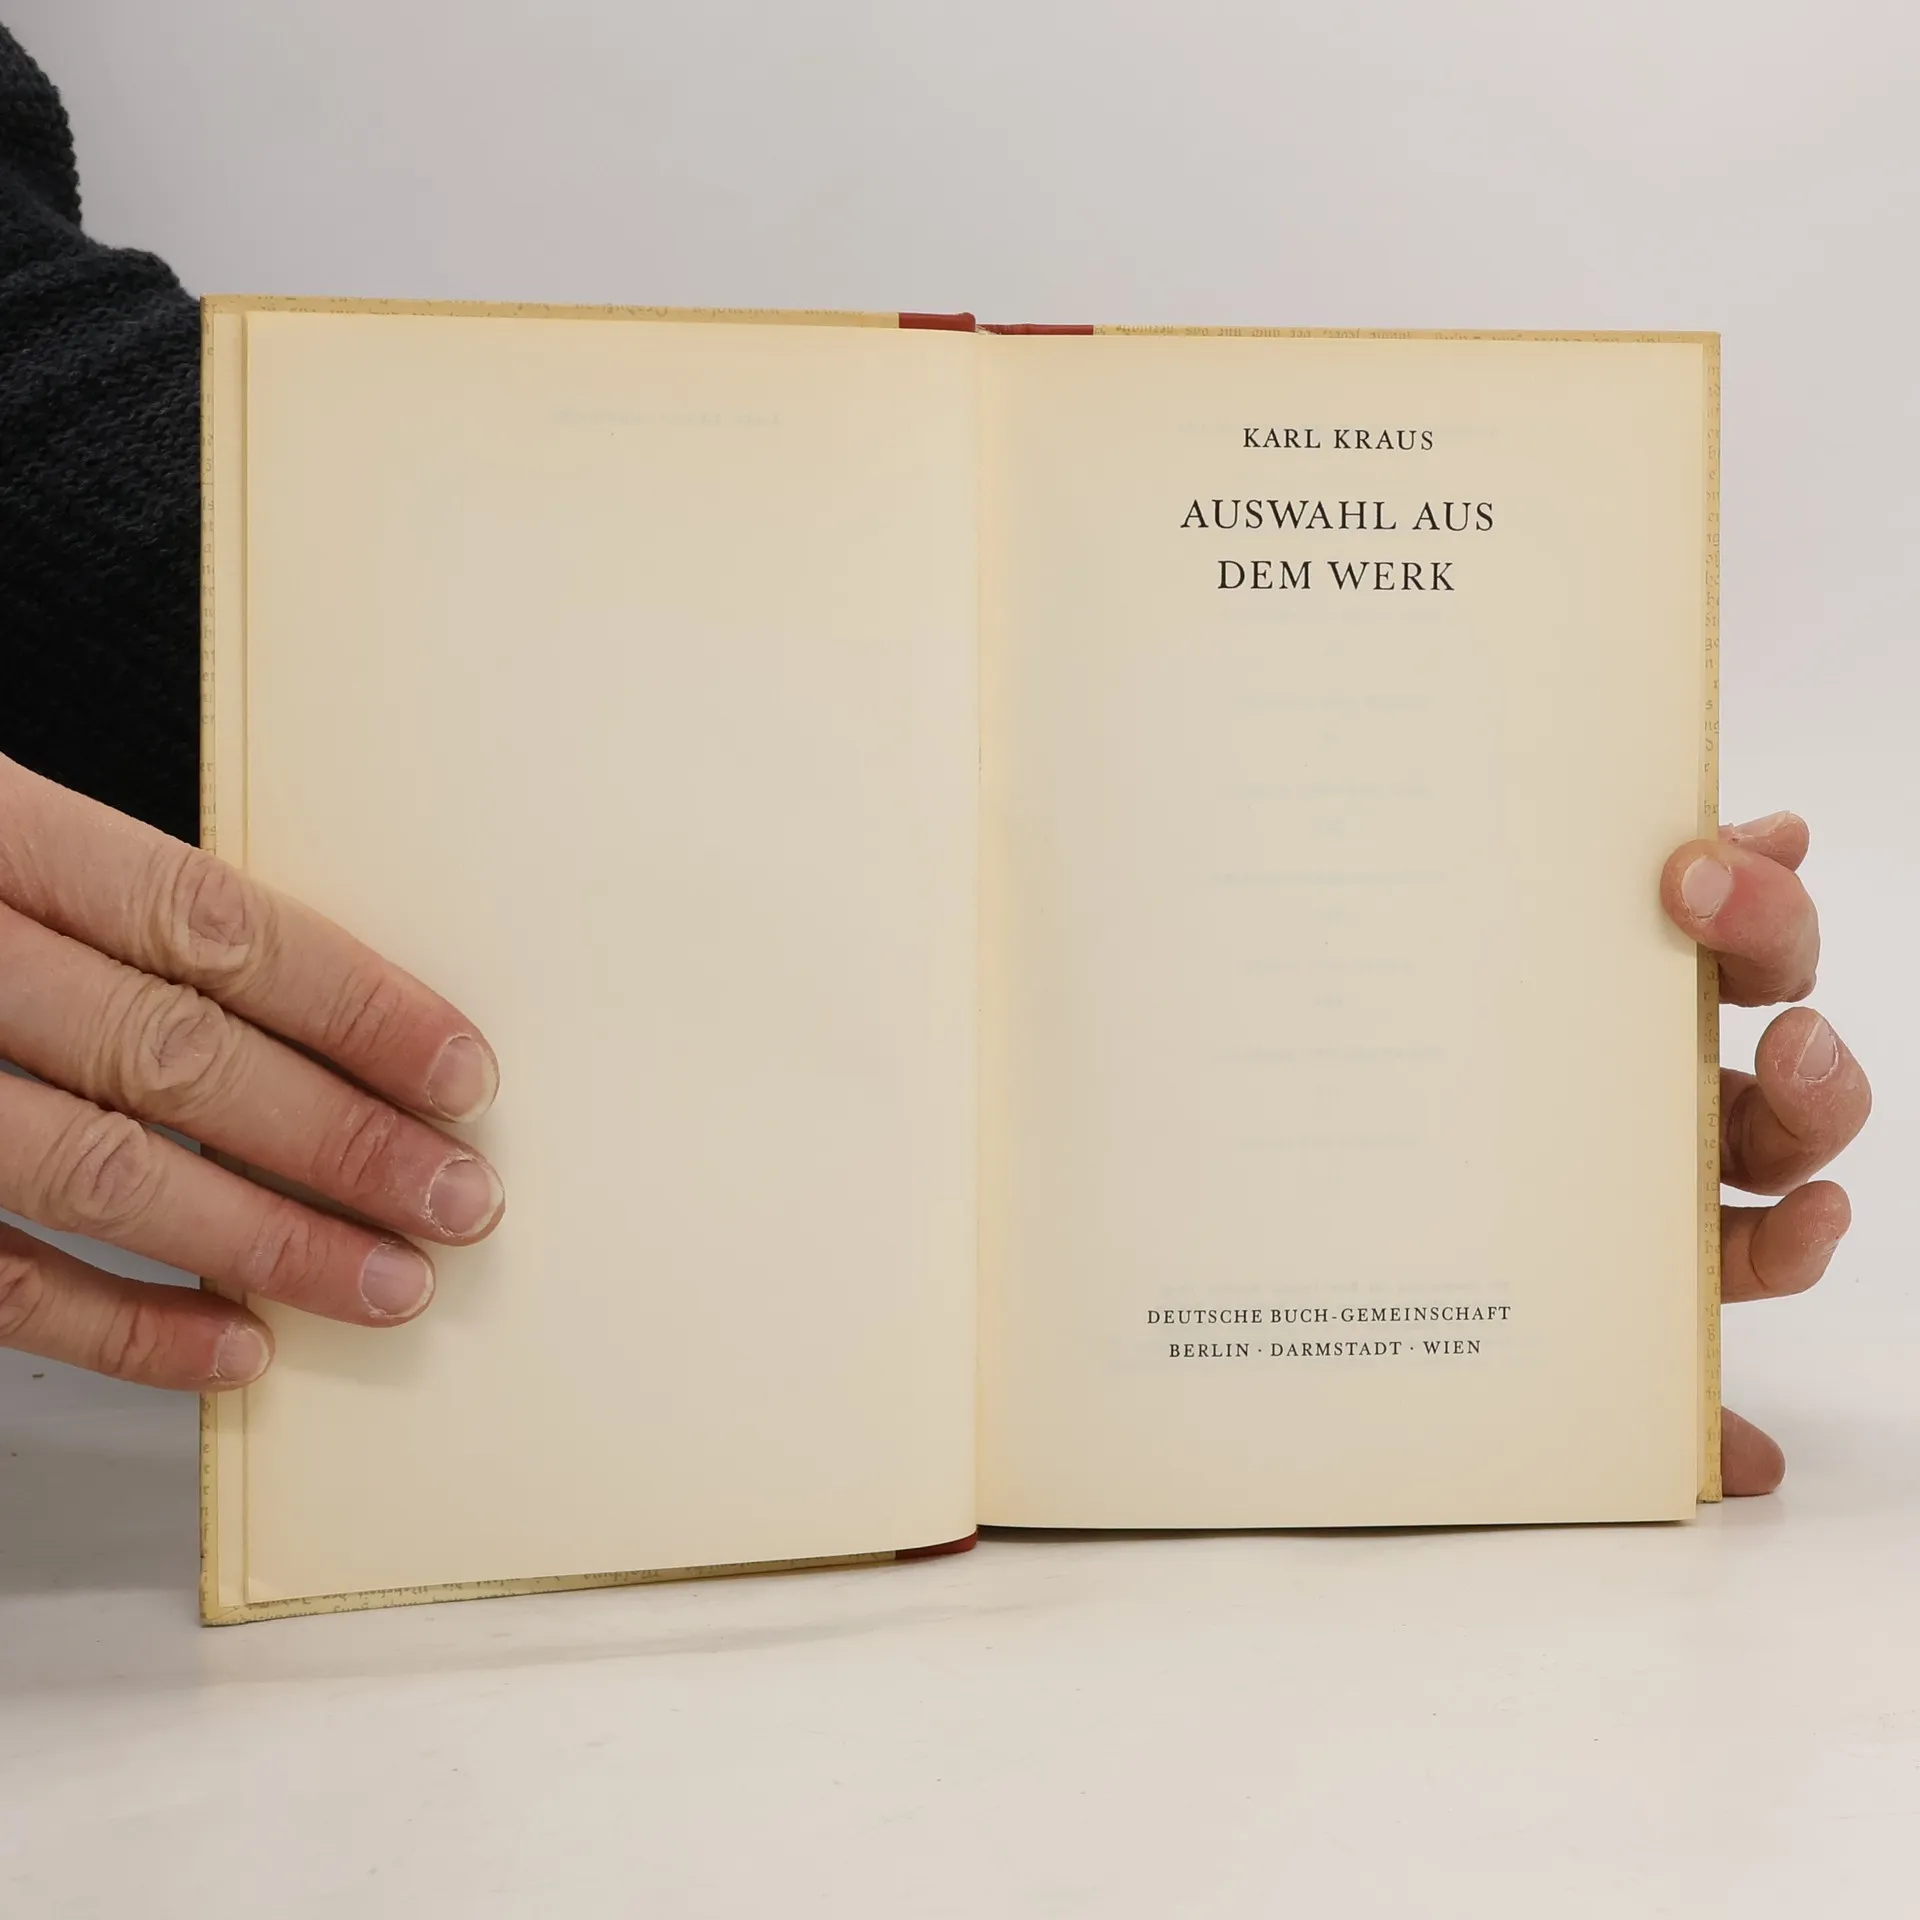 KARL KRAUS
AUSWAHL AUS
DEM WERK
DEUTSCHE BUCH-GEMEINSCHAFT
BERLIN · DARMSTADT · WIEN